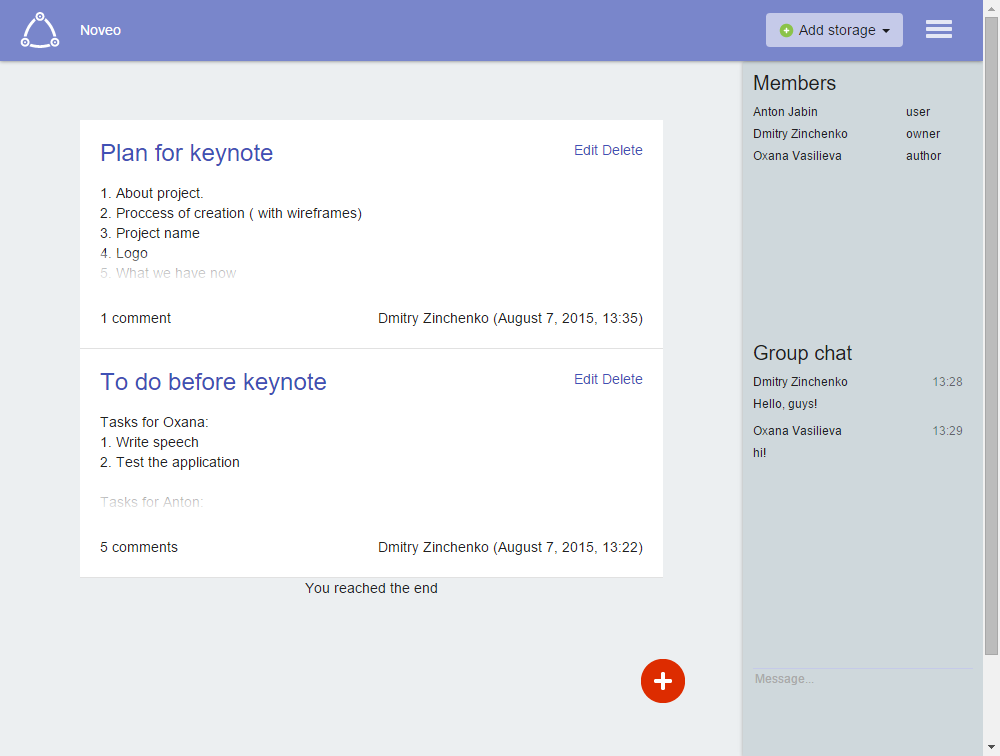 Noveo
Add storage
Plan for keynote
Edit Delete
1. About project.
2. Proccess of creation ( with wireframes)
3. Project name
4. Logo
5. What we have now
1 comment
Dmitry Zinchenko (August 7, 2015, 13:35)
To do before keynote
Edit Delete
Tasks for Oxana:
1. Write speech
2. Test the application
Tasks for Anton:
5 comments
Dmitry Zinchenko (August 7, 2015, 13:22)
You reached the end
Members
Anton Jabin user
Dmitry Zinchenko owner
Oxana Vasilieva author
Group chat
Dmitry Zinchenko 13:28
Hello, guys!
Oxana Vasilieva 13:29
hi!
Message...